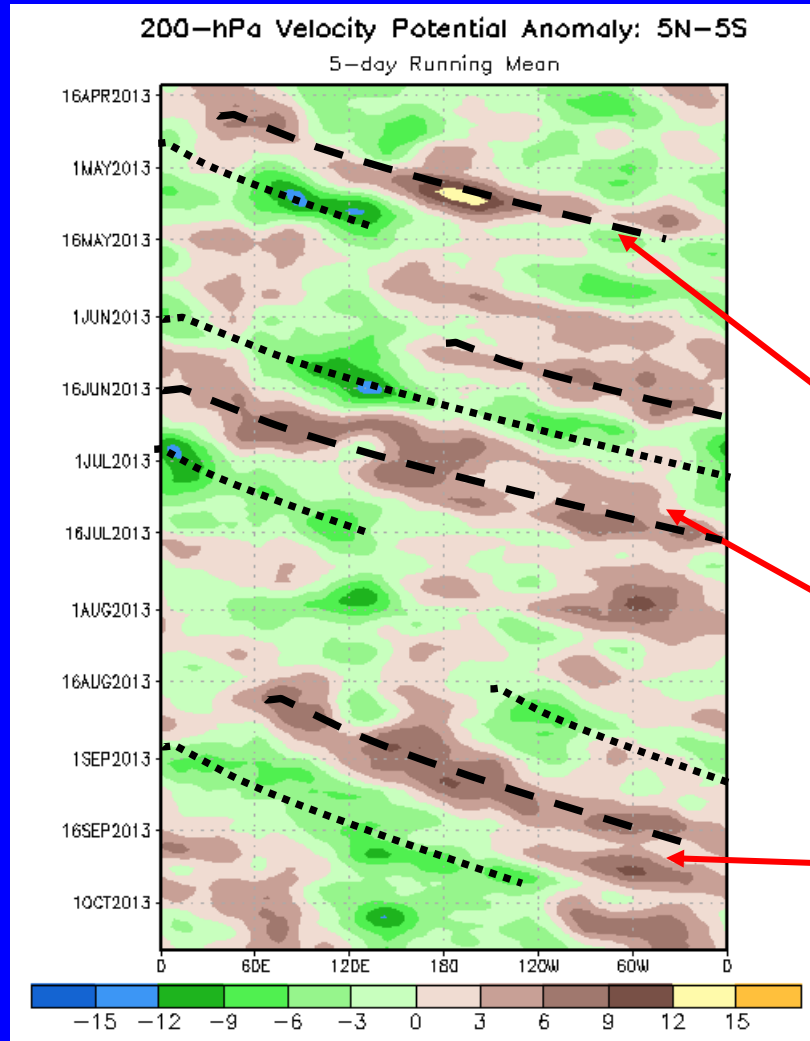 200-hPa Velocity Potential Anomaly: 5N-5S
5-day Running Mean
16APR2013
1MAY2013
16MAY2013
1JUN2013
16JUN2013
1JUL2013
16JUL2013
1AUG2013
16AUG2013
1SEP2013
16SEP2013
1OCT2013
0 60E 120E 180 120W 60W 0
-15 -12 -9 -6 -3 0 3 6 9 12 15